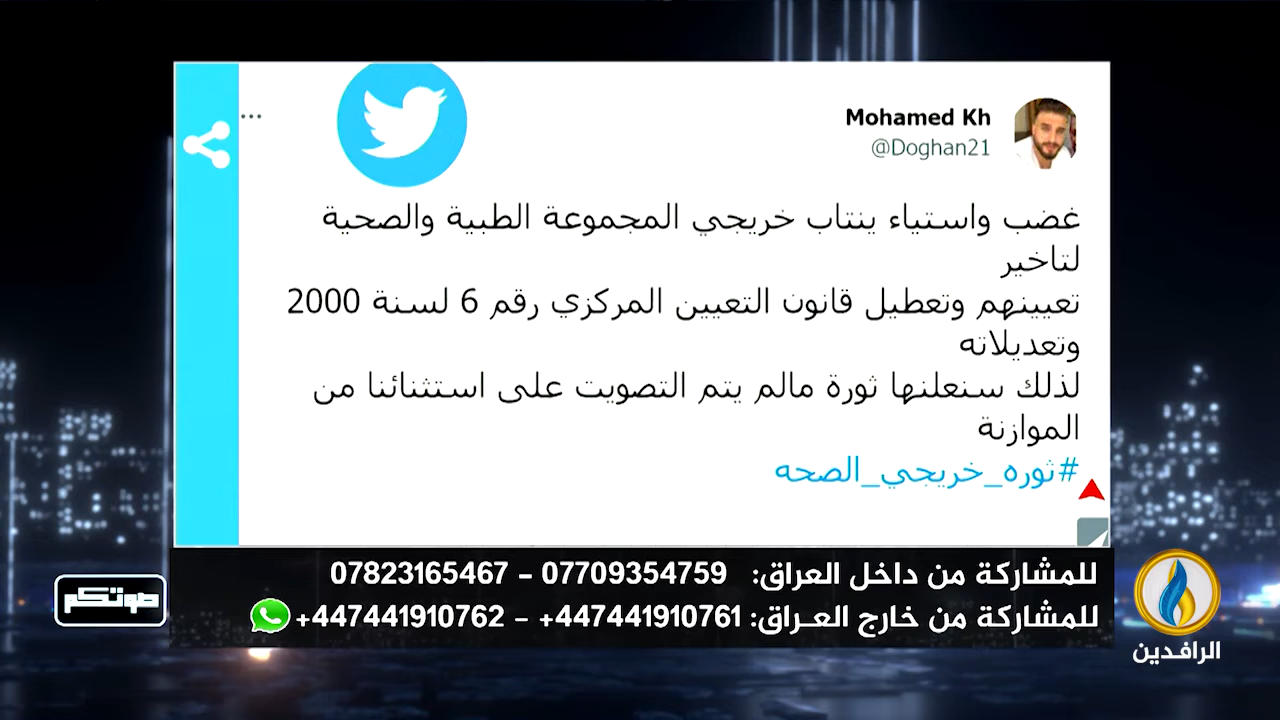 Mohamed Kh
@Doghan21
غضب واستياء ينتاب خريجي المجموعة الطبية والصحية
لتاخير
تعيينهم وتعطيل قانون التعيين المركزي رقم 6 لسنة 2000
وتعديلاته
لذلك سنعلنها ثورة مالم يتم التصويت على استثنائنا من
الموازنة
#ثوره_خريجي_الصحه
للمشاركة من داخل العراق: 07709354759 - 07823165467
للمشاركة من خارج العـراق: 447441910761+ - 447441910762+
صوتكم
الرافدين